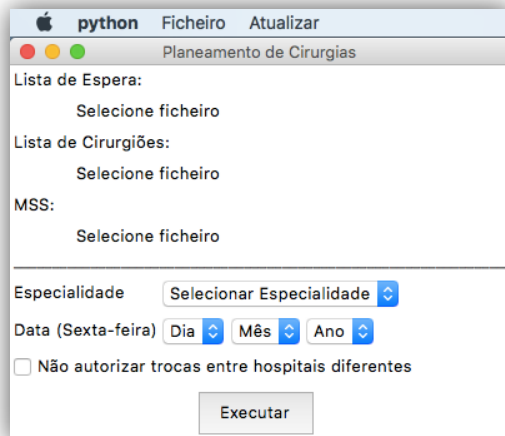 python Ficheiro Atualizar
Planeamento de Cirurgias
Lista de Espera:
Selecione ficheiro
Lista de Cirurgiões:
Selecione ficheiro
MSS:
Selecione ficheiro
Especialidade Selecionar Especialidade
Data (Sexta-feira) Dia Mês Ano
Não autorizar trocas entre hospitais diferentes
Executar